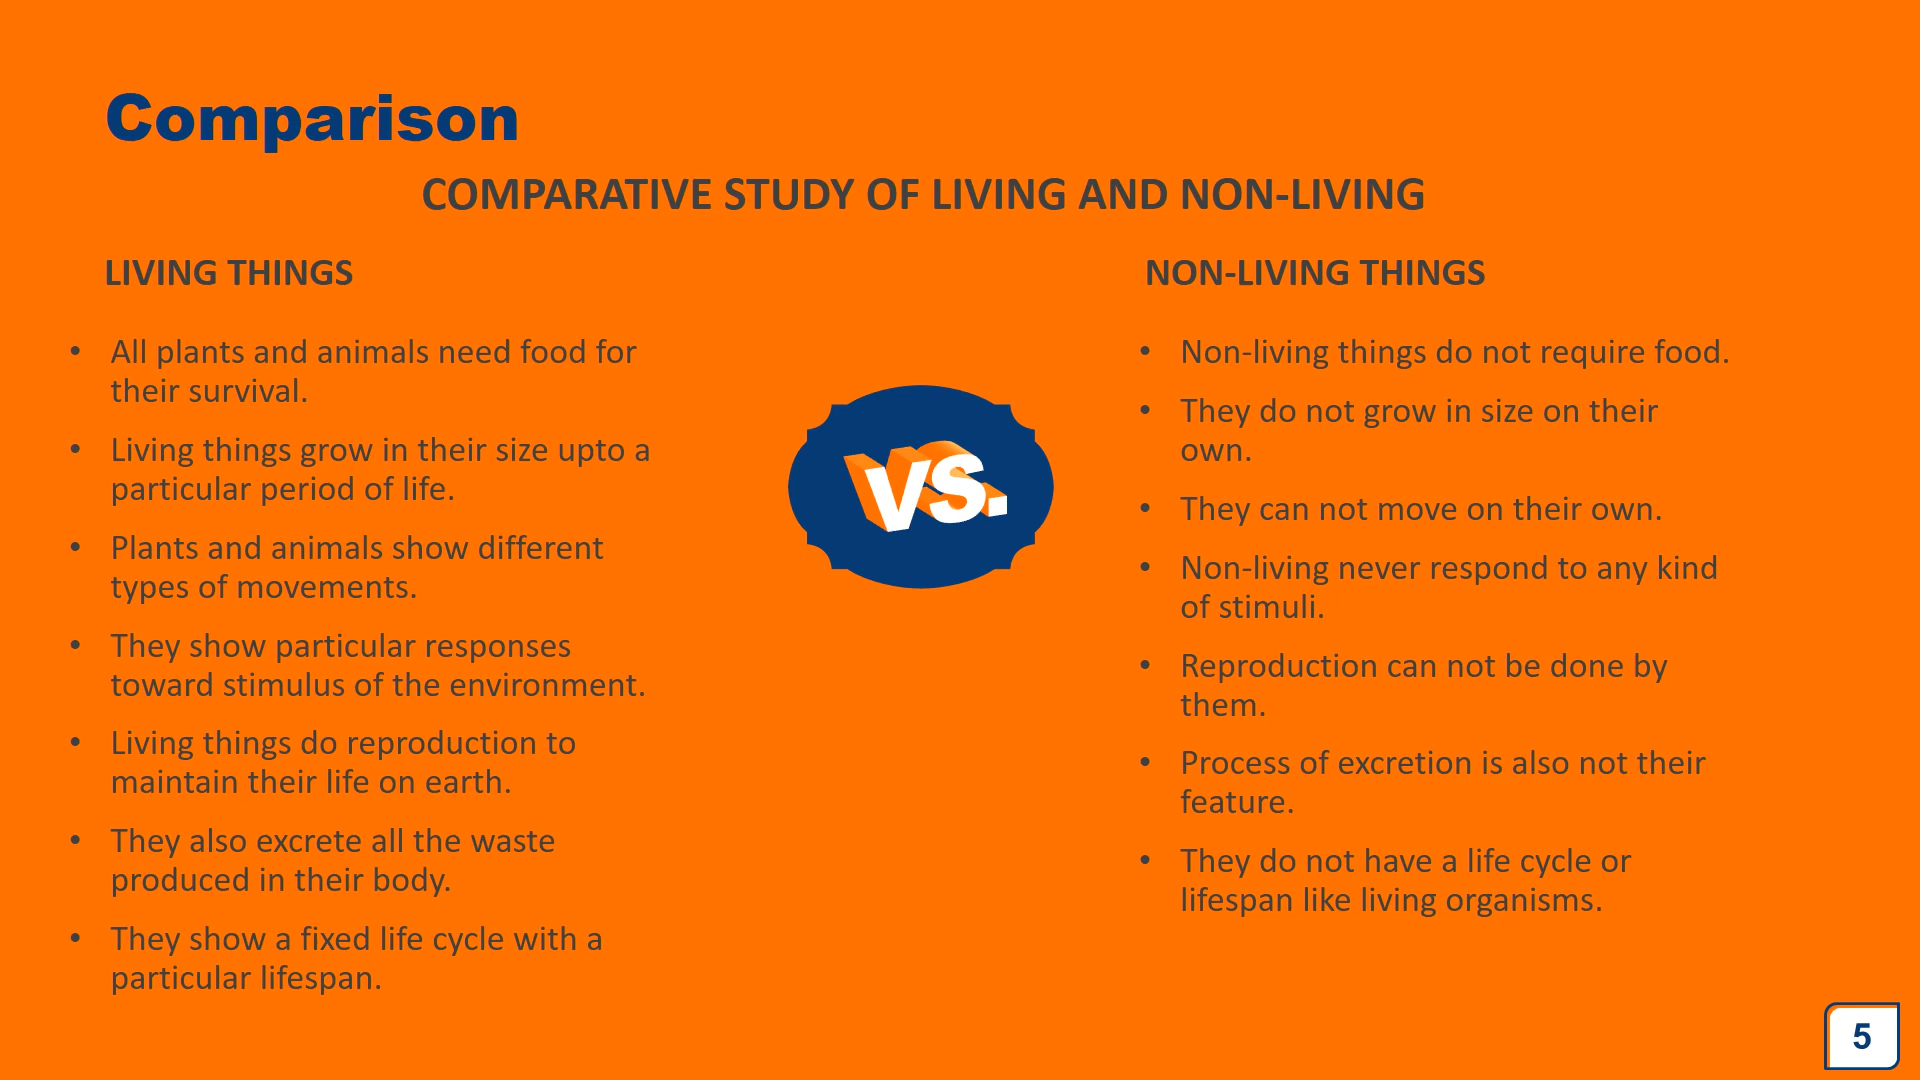 Comparison
COMPARATIVE STUDY OF LIVING AND NON-LIVING
LIVING THINGS
• All plants and animals need food for
their survival.
• Living things grow in their size upto a
particular period of life.
• Plants and animals show different
types of movements.
• They show particular responses
toward stimulus of the environment.
• Living things do reproduction to
maintain their life on earth.
• They also excrete all the waste
produced in their body.
• They show a fixed life cycle with a
particular lifespan.
vs.
NON-LIVING THINGS
• Non-living things do not require food.
• They do not grow in size on their
own.
• They can not move on their own.
• Non-living never respond to any kind
of stimuli.
• Reproduction can not be done by
them.
• Process of excretion is also not their
feature.
• They do not have a life cycle or
lifespan like living organisms.
5